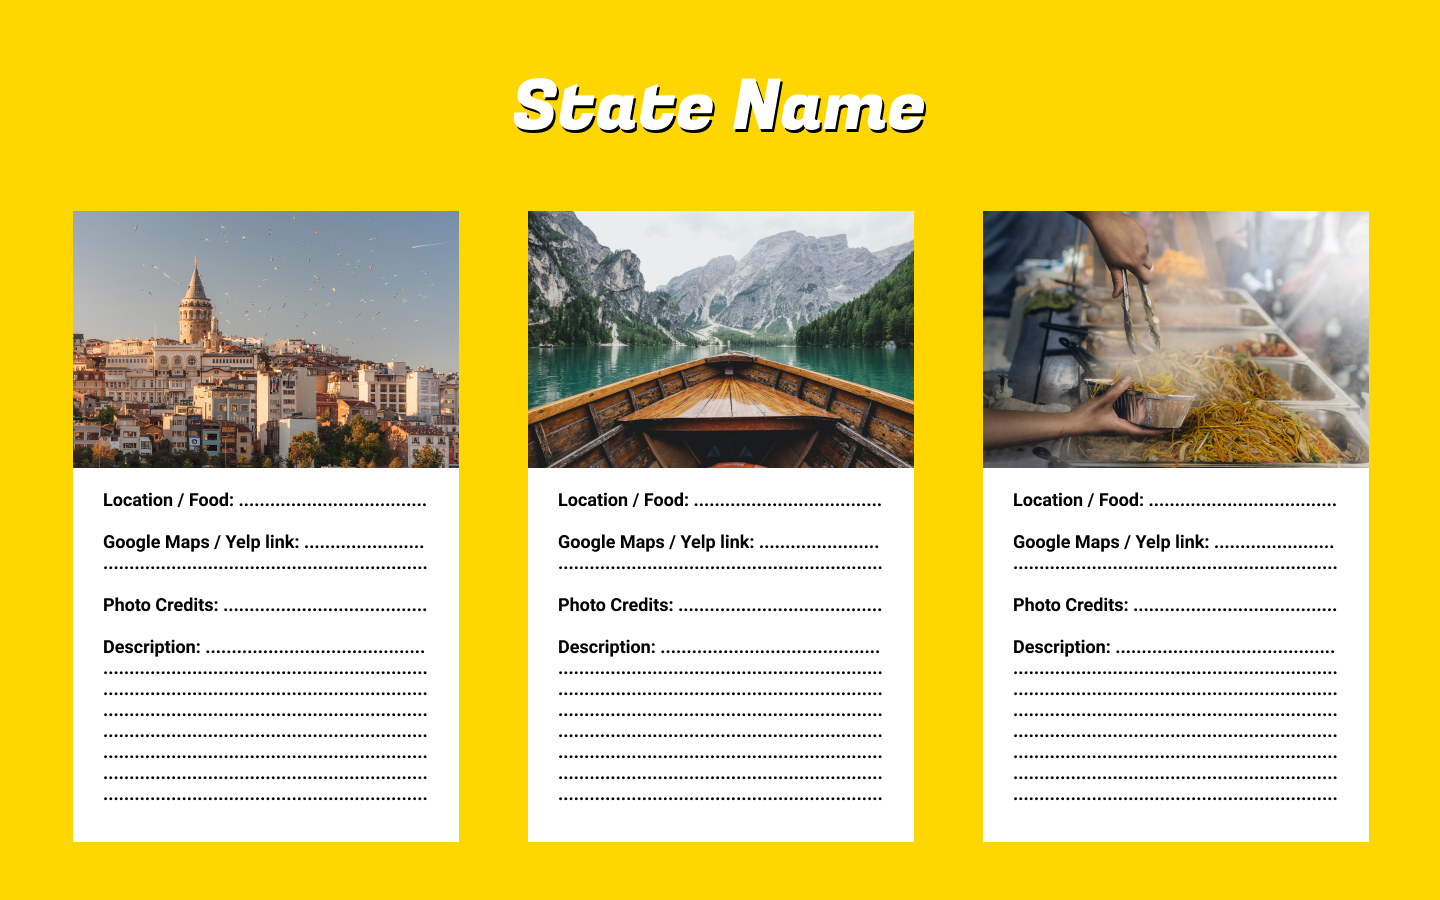 State Name
Location / Food: ....................................
Google Maps / Yelp link: .......................
..............................................................
Photo Credits: .......................................
Description: ..........................................
..............................................................
..............................................................
..............................................................
..............................................................
..............................................................
..............................................................
..............................................................
Location / Food: ....................................
Google Maps / Yelp link: .......................
..............................................................
Photo Credits: .......................................
Description: ..........................................
..............................................................
..............................................................
..............................................................
..............................................................
..............................................................
..............................................................
..............................................................
Location / Food: ....................................
Google Maps / Yelp link: .......................
..............................................................
Photo Credits: .......................................
Description: ..........................................
..............................................................
..............................................................
..............................................................
..............................................................
..............................................................
..............................................................
..............................................................